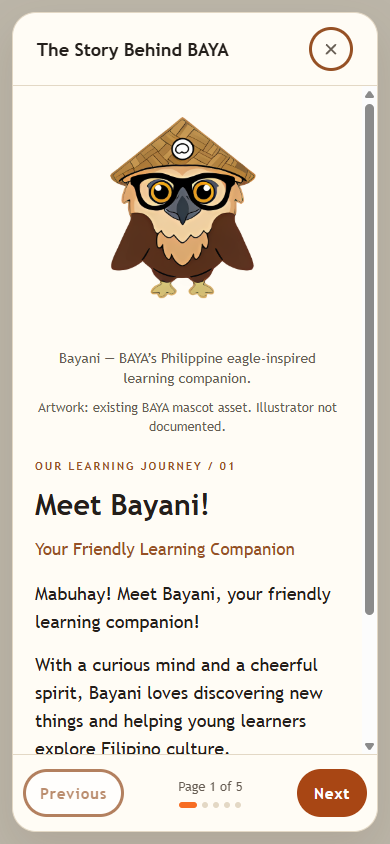 The Story Behind BAYA
Bayani — BAYA's Philippine eagle-inspired
learning companion.
Artwork: existing BAYA mascot asset. Illustrator not
documented.
OUR LEARNING JOURNEY / 01
Meet Bayani!
Your Friendly Learning Companion
Mabuhay! Meet Bayani, your friendly
learning companion!
With a curious mind and a cheerful
spirit, Bayani loves discovering new
things and helping young learners
explore Filipino culture.
Previous
Page 1 of 5
Next